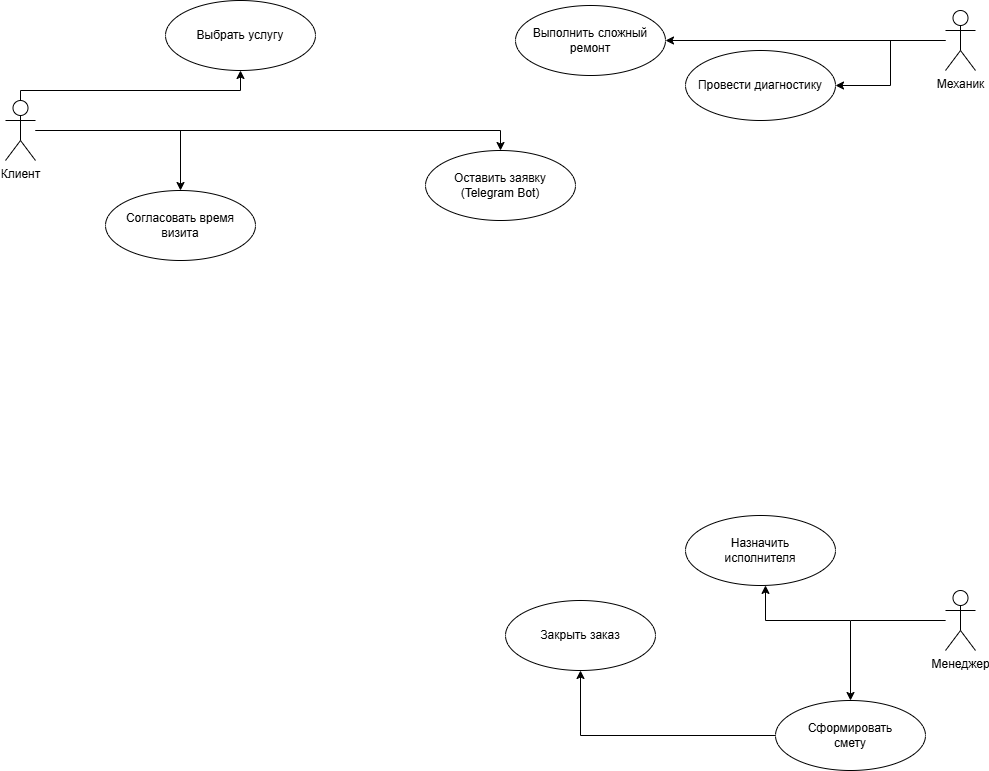 Выбрать услугу
Выполнить сложный
ремонт
Провести диагностику
Механик
Клиент
Оставить заявку
(Telegram Bot)
Согласовать время
визита
Назначить
исполнителя
Закрыть заказ
Менеджер
Сформировать
смету